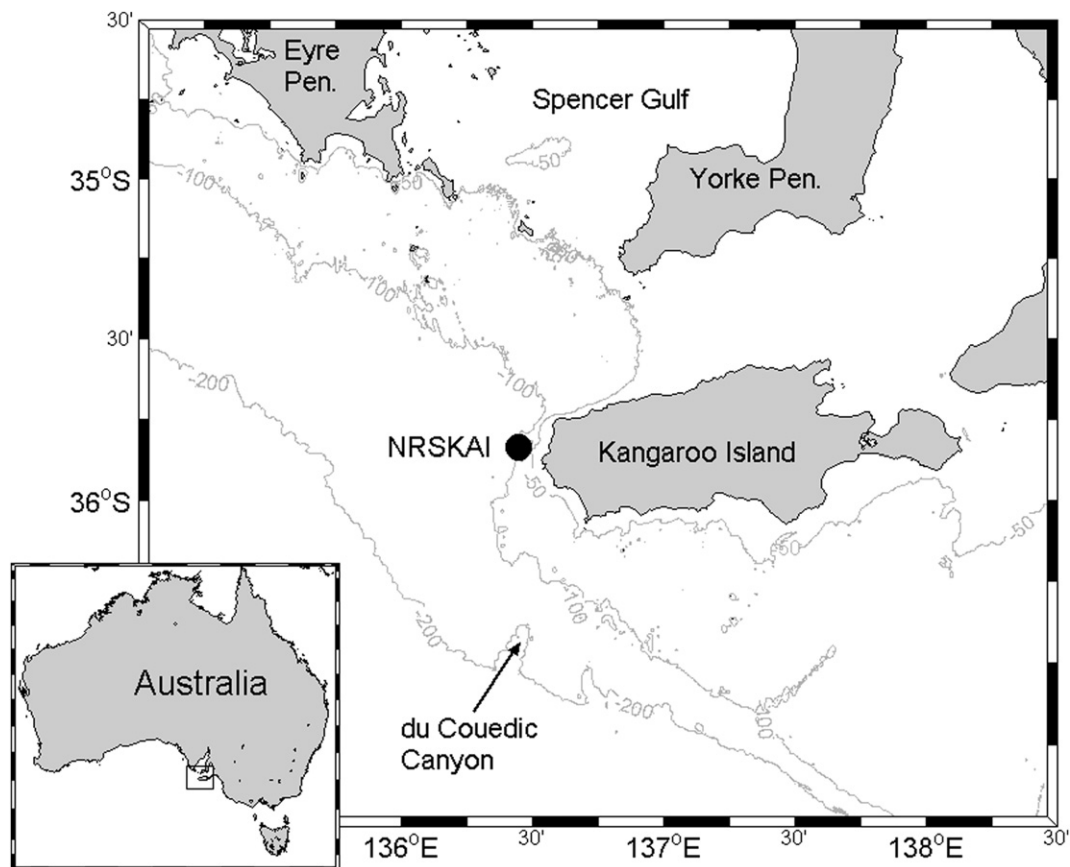 30'
Eyre
Pen.
Spencer Gulf
-50
-50
-100
35°S
Yorke Pen.
-50
-100
30'
-200
-100
NRSKAI
Kangaroo Island
36°S
-50
-50
-50
-100
-200
Australia
du Couedic
Canyon
-200
-100
136°E
30'
137°E
30'
138°E
30'